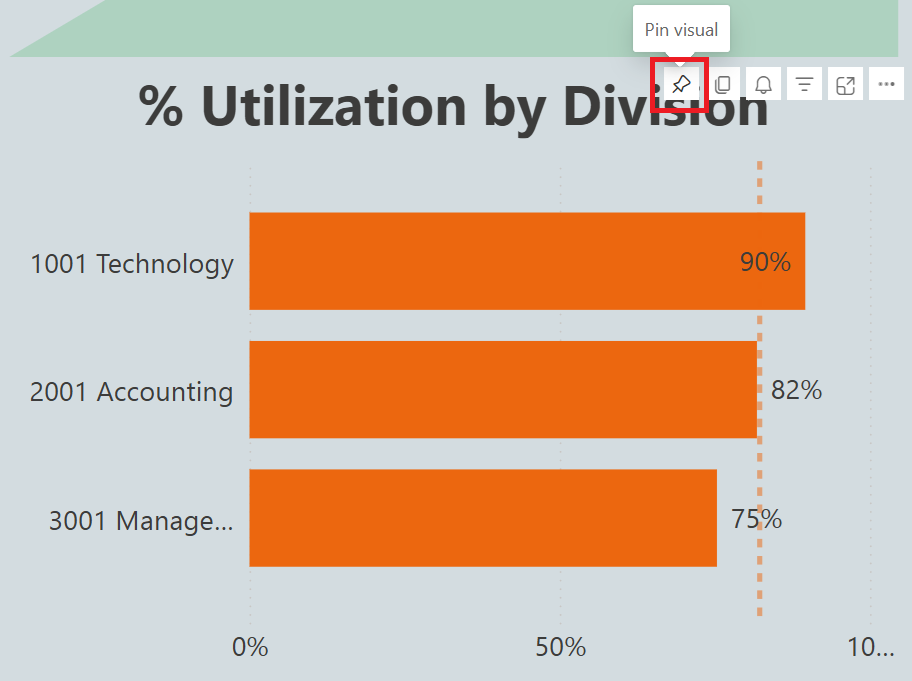 Pin visual
% Utilization by Division
1001 Technology
90%
2001 Accounting
82%
3001 Manage...
75%
0% 50% 10...